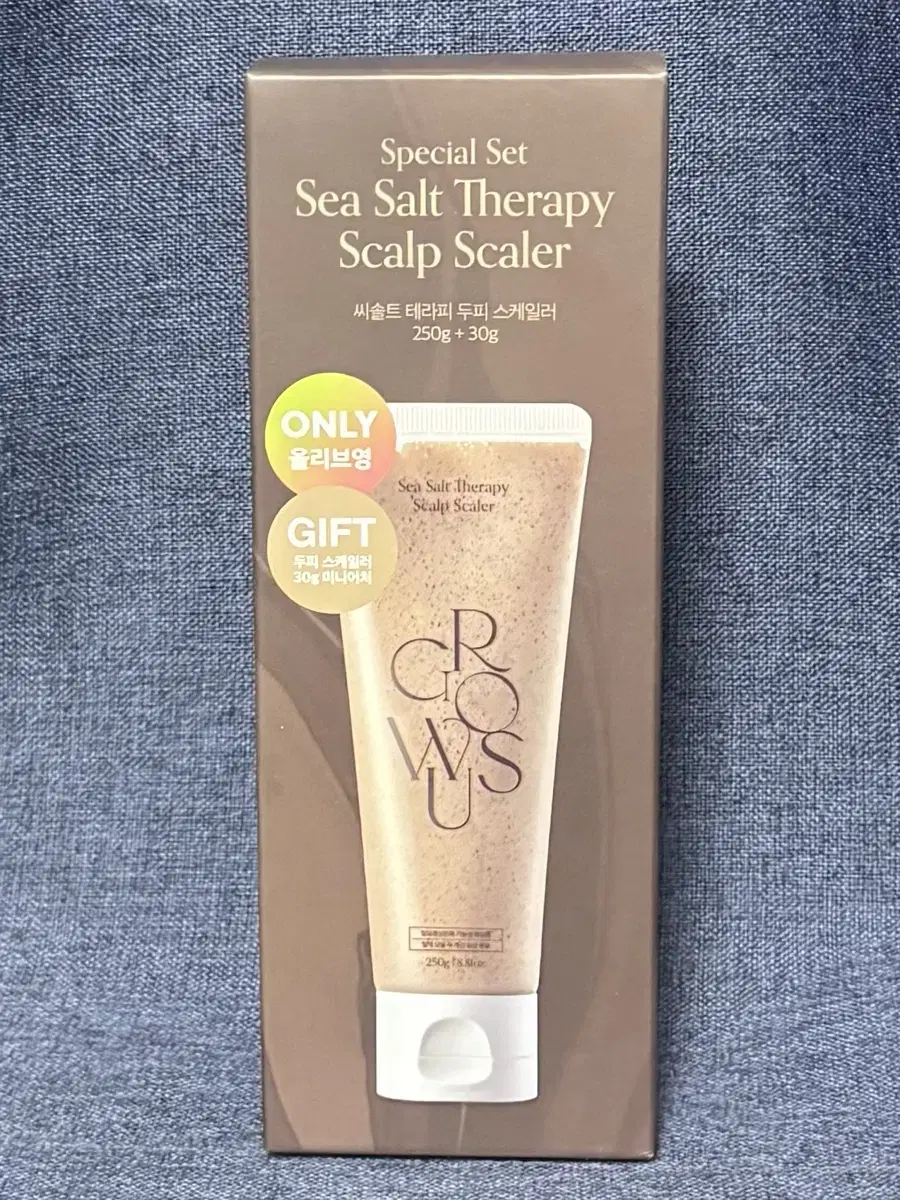 Special Set
Sea Salt Therapy
Scalp Scaler
씨솔트 테라피 두피 스케일러
250g + 30g
ONLY
올리브영
GIFT
두피 스케일러
30g 미니어처
Sea Salt Therapy
Scalp Scaler
GROWUS
250g